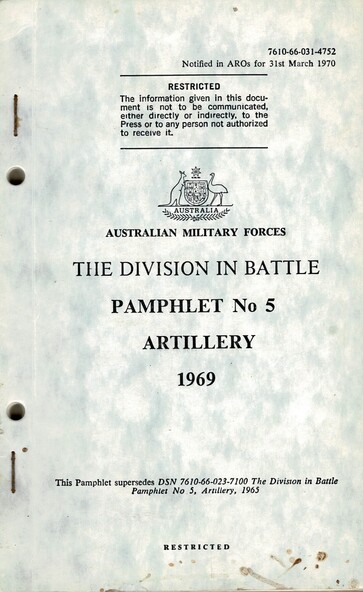 7610-66-031-4752
Notified in AROs for 31st March 1970
RESTRICTED
The information given in this docu-
ment is not to be communicated,
either directly or indirectly, to the
Press or to any person not authorized
to receive it.
AUSTRALIA
AUSTRALIAN MILITARY FORCES
THE DIVISION IN BATTLE
PAMPHLET No 5
ARTILLERY
1969
This Pamphlet supersedes DSN 7610-66-023-7100 The Division in Battle
Pamphlet No 5, Artillery, 1965
RESTRICTED